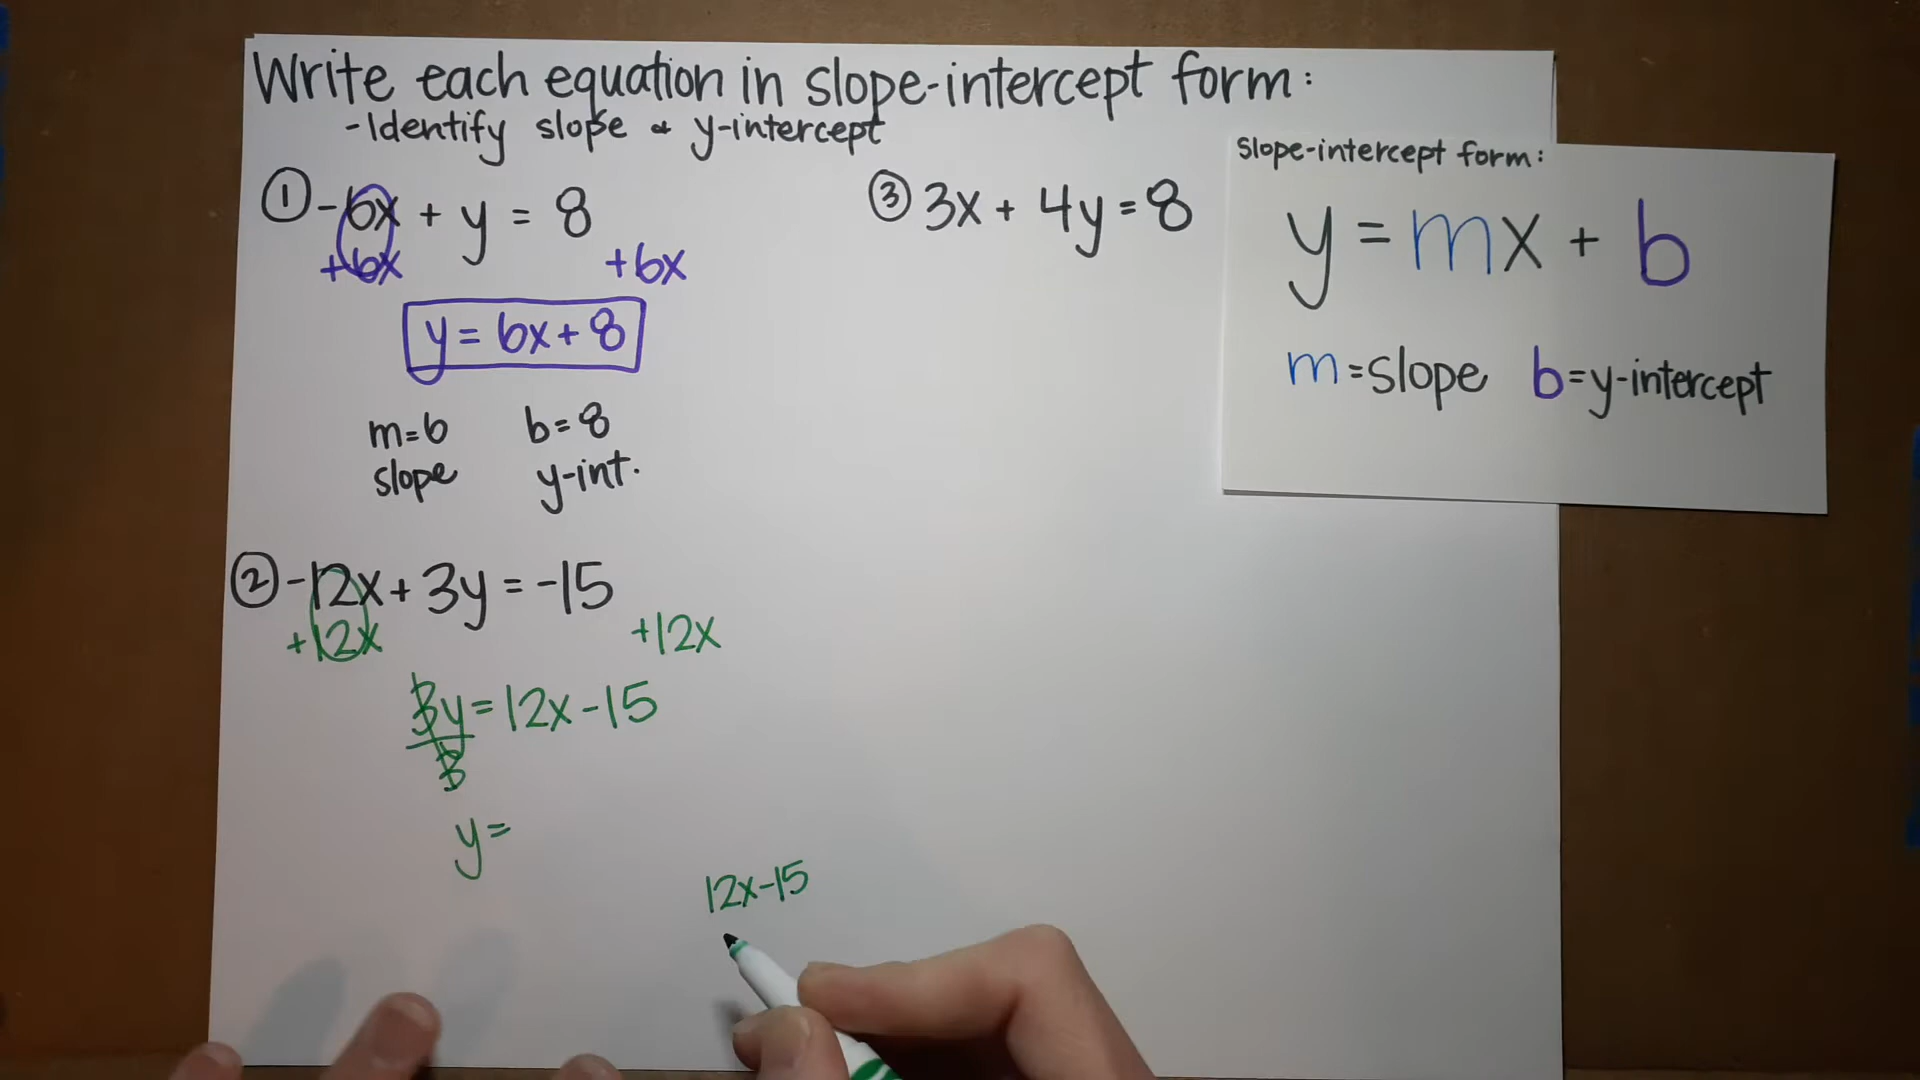 Write each equation in slope-intercept form:
-Identify slope & y-intercept
① -6x + y = 8
+6x +6x
y = 6x + 8
m=6 b=8
slope y-int.
② -12x + 3y = -15
+12x +12x
3y = 12x - 15
3
y =
12x-15
③ 3x + 4y = 8
Slope-intercept form:
y = mx + b
m=slope b=y-intercept